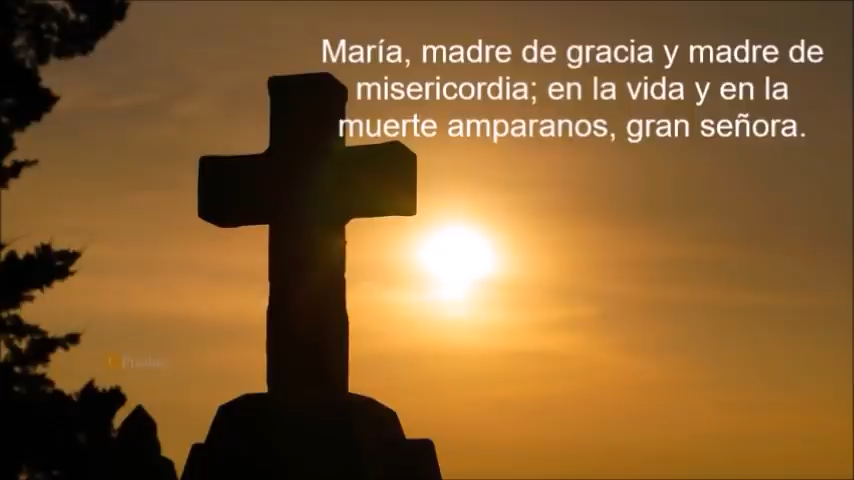 María, madre de gracia y madre de
misericordia; en la vida y en la
muerte amparanos, gran señora.